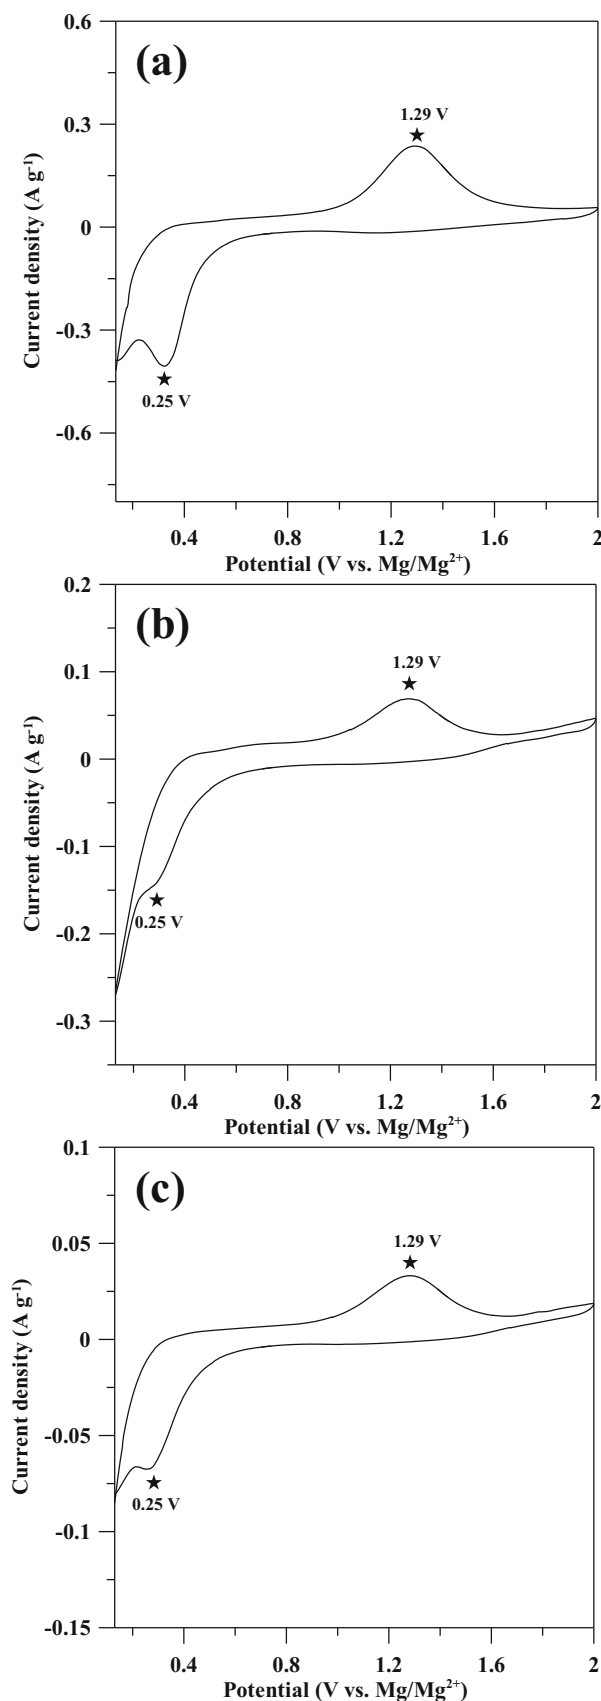 (a)
0.6
0.3
0
-0.3
-0.6
1.29 V
★
★
0.25 V
Current density (A g⁻¹)
0.4 0.8 1.2 1.6 2
Potential (V vs. Mg/Mg²⁺)
(b)
0.2
0.1
0
-0.1
-0.2
-0.3
1.29 V
★
★
0.25 V
Current density (A g⁻¹)
0.4 0.8 1.2 1.6 2
Potential (V vs. Mg/Mg²⁺)
(c)
0.1
0.05
0
-0.05
-0.1
-0.15
1.29 V
★
★
0.25 V
Current density (A g⁻¹)
0.4 0.8 1.2 1.6 2
Potential (V vs. Mg/Mg²⁺)